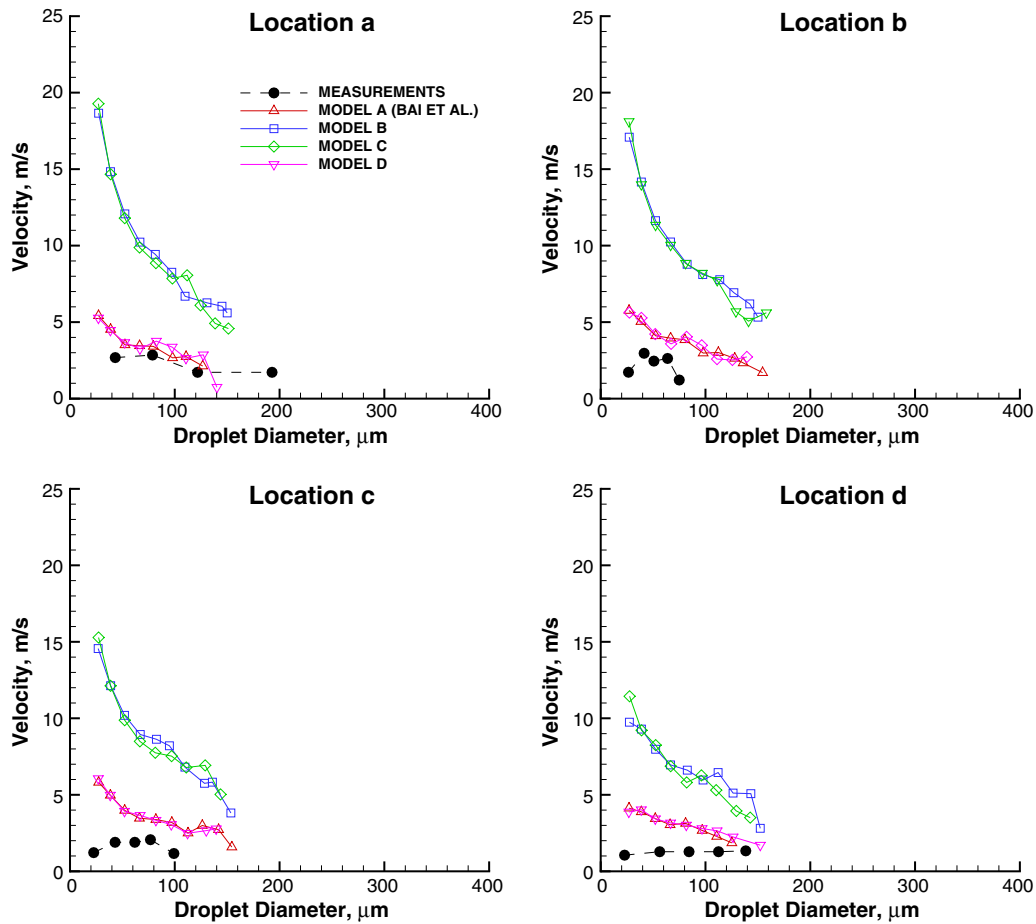 Location a
25
20
15
10
5
0
Velocity, m/s
MEASUREMENTS
MODEL A (BAI ET AL.)
MODEL B
MODEL C
MODEL D
0 100 200 300 400
Droplet Diameter, μm
Location b
25
20
15
10
5
0
Velocity, m/s
0 100 200 300 400
Droplet Diameter, μm
Location c
25
20
15
10
5
0
Velocity, m/s
0 100 200 300 400
Droplet Diameter, μm
Location d
25
20
15
10
5
0
Velocity, m/s
0 100 200 300 400
Droplet Diameter, μm